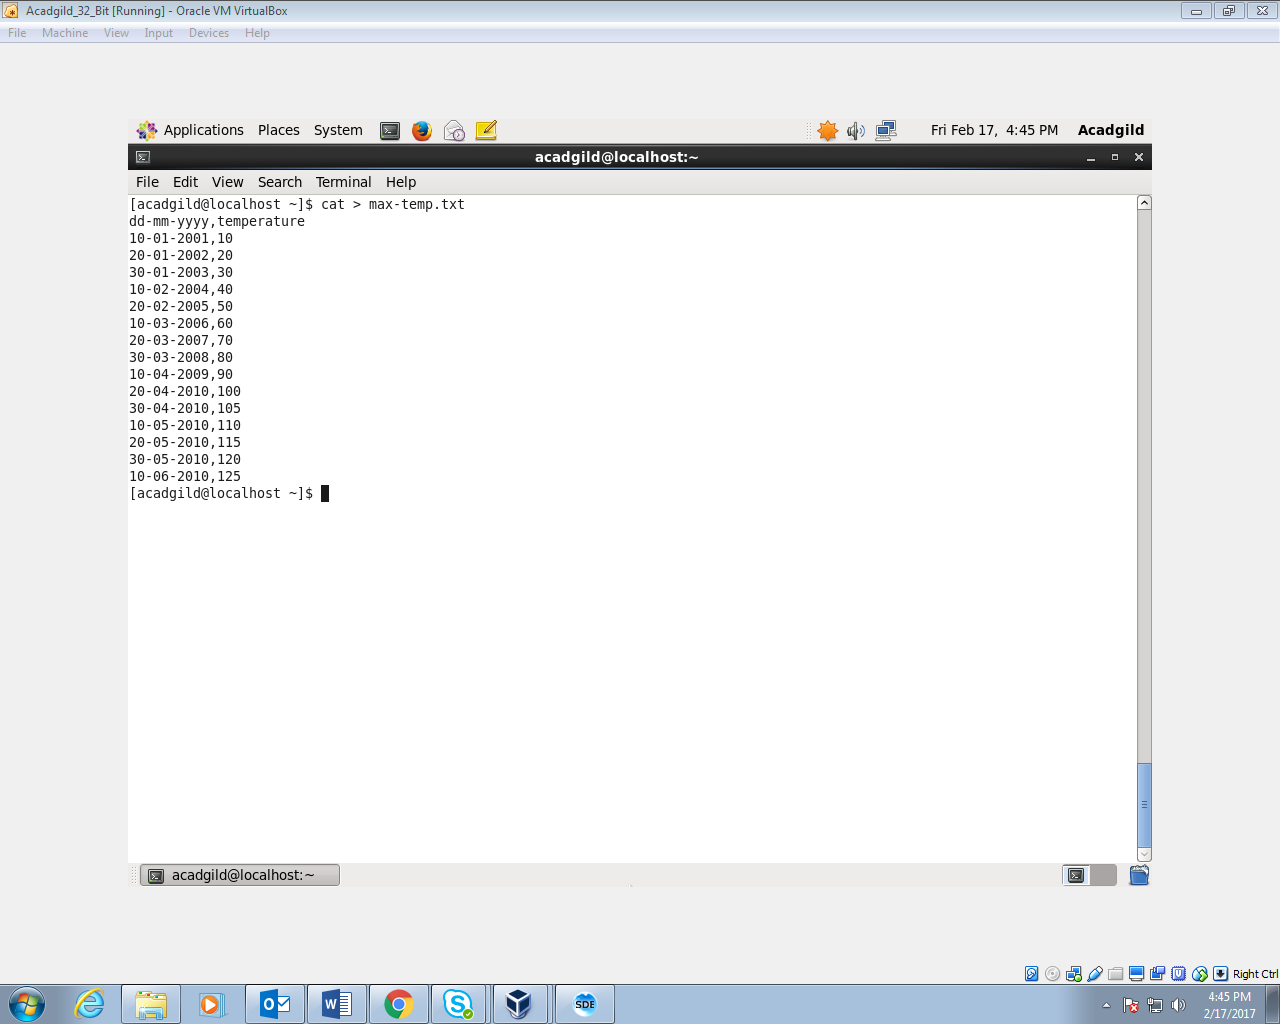 Acadgild_32_Bit [Running] - Oracle VM VirtualBox
File Machine View Input Devices Help
Applications Places System Fri Feb 17, 4:45 PM Acadgild
acadgild@localhost:~
File Edit View Search Terminal Help
[acadgild@localhost ~]$ cat > max-temp.txt
dd-mm-yyyy,temperature
10-01-2001,10
20-01-2002,20
30-01-2003,30
10-02-2004,40
20-02-2005,50
10-03-2006,60
20-03-2007,70
30-03-2008,80
10-04-2009,90
20-04-2010,100
30-04-2010,105
10-05-2010,110
20-05-2010,115
30-05-2010,120
10-06-2010,125
[acadgild@localhost ~]$
acadgild@localhost:~
Right Ctrl
SDE
4:45 PM
2/17/2017